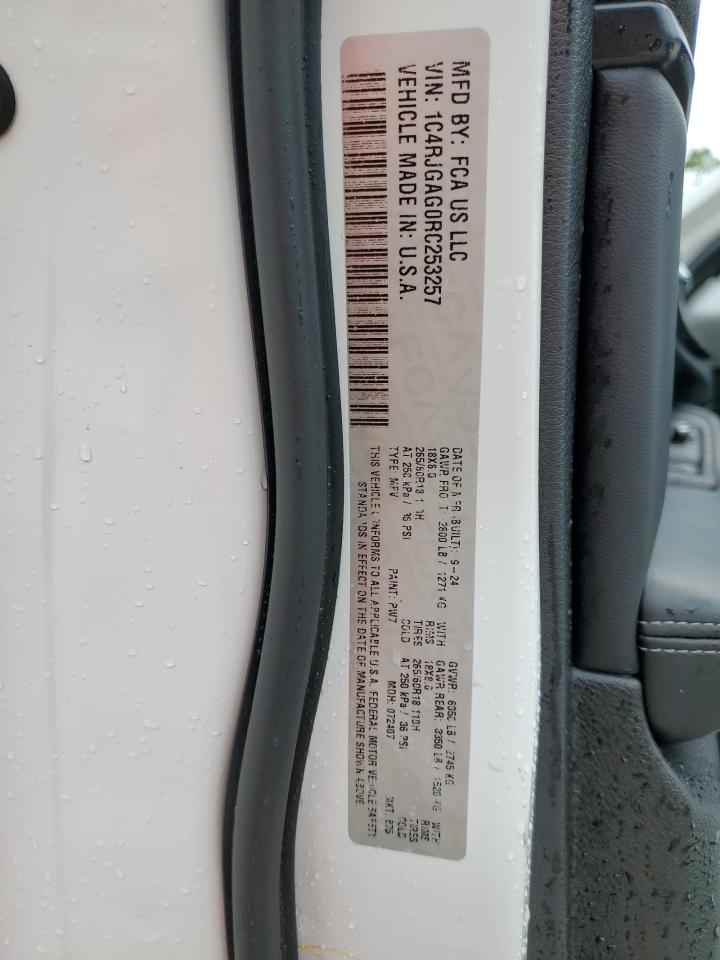 MFD BY: FCA US LLC
VIN: 1C4RJGAG0RC253257
VEHICLE MADE IN: U.S.A.
DATE OF MFR (BUILT): 9-24 GVWR: 6050 LB / 2745 KG
GAWR FRONT: 2800 LB / 1271 KG WITH GAWR REAR: 3350 LB / 1520 KG WITH
18X8.0 RIMS 18X8.0 RIMS
265/60R18 110H TIRES 265/60R18 110H TIRES
AT 250 kPa / 36 PSI COLD AT 250 kPa / 36 PSI COLD
TYPE: MPV PAINT: PW7 MDH: 072407 MKT:
THIS VEHICLE CONFORMS TO ALL APPLICABLE U.S.A. FEDERAL MOTOR VEHICLE SAFETY
STANDARDS IN EFFECT ON THE DATE OF MANUFACTURE SHOWN ABOVE